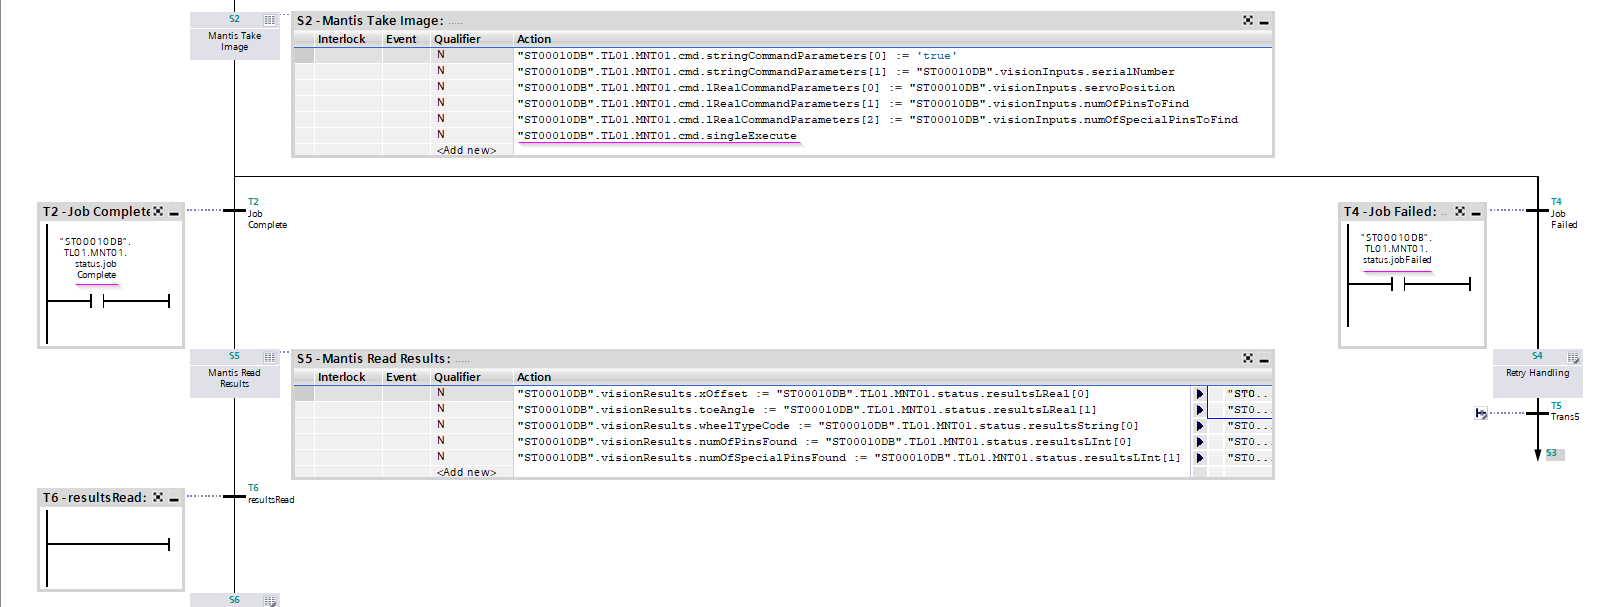 S2
Mantis Take
Image
S2 - Mantis Take Image: .....
Interlock Event Qualifier Action
N "ST00010DB".TL01.MNT01.cmd.stringCommandParameters[0] := 'true'
N "ST00010DB".TL01.MNT01.cmd.stringCommandParameters[1] := "ST00010DB".visionInputs.serialNumber
N "ST00010DB".TL01.MNT01.cmd.lRealCommandParameters[0] := "ST00010DB".visionInputs.servoPosition
N "ST00010DB".TL01.MNT01.cmd.lRealCommandParameters[1] := "ST00010DB".visionInputs.numOfPinsToFind
N "ST00010DB".TL01.MNT01.cmd.lRealCommandParameters[2] := "ST00010DB".visionInputs.numOfSpecialPinsToFind
N "ST00010DB".TL01.MNT01.cmd.singleExecute
<Add new>
T2 - Job Complete
"ST00010DB".
TL01.MNT01.
status.job
Complete
T2
Job
Complete
T4 - Job Failed: ..
"ST00010DB".
TL01.MNT01.
status.jobFailed
T4
Job
Failed
S5
Mantis Read
Results
S5 - Mantis Read Results: .....
Interlock Event Qualifier Action
N "ST00010DB".visionResults.xOffset := "ST00010DB".TL01.MNT01.status.resultsLReal[0] "ST0...
N "ST00010DB".visionResults.toeAngle := "ST00010DB".TL01.MNT01.status.resultsLReal[1] "ST0...
N "ST00010DB".visionResults.wheelTypeCode := "ST00010DB".TL01.MNT01.status.resultsString[0] "ST0...
N "ST00010DB".visionResults.numOfPinsFound := "ST00010DB".TL01.MNT01.status.resultsLInt[0] "ST0...
N "ST00010DB".visionResults.numOfSpecialPinsFound := "ST00010DB".TL01.MNT01.status.resultsLInt[1] "ST0...
<Add new>
S4
Retry Handling
T5
Trans5
S3
T6 - resultsRead:
T6
resultsRead
S6